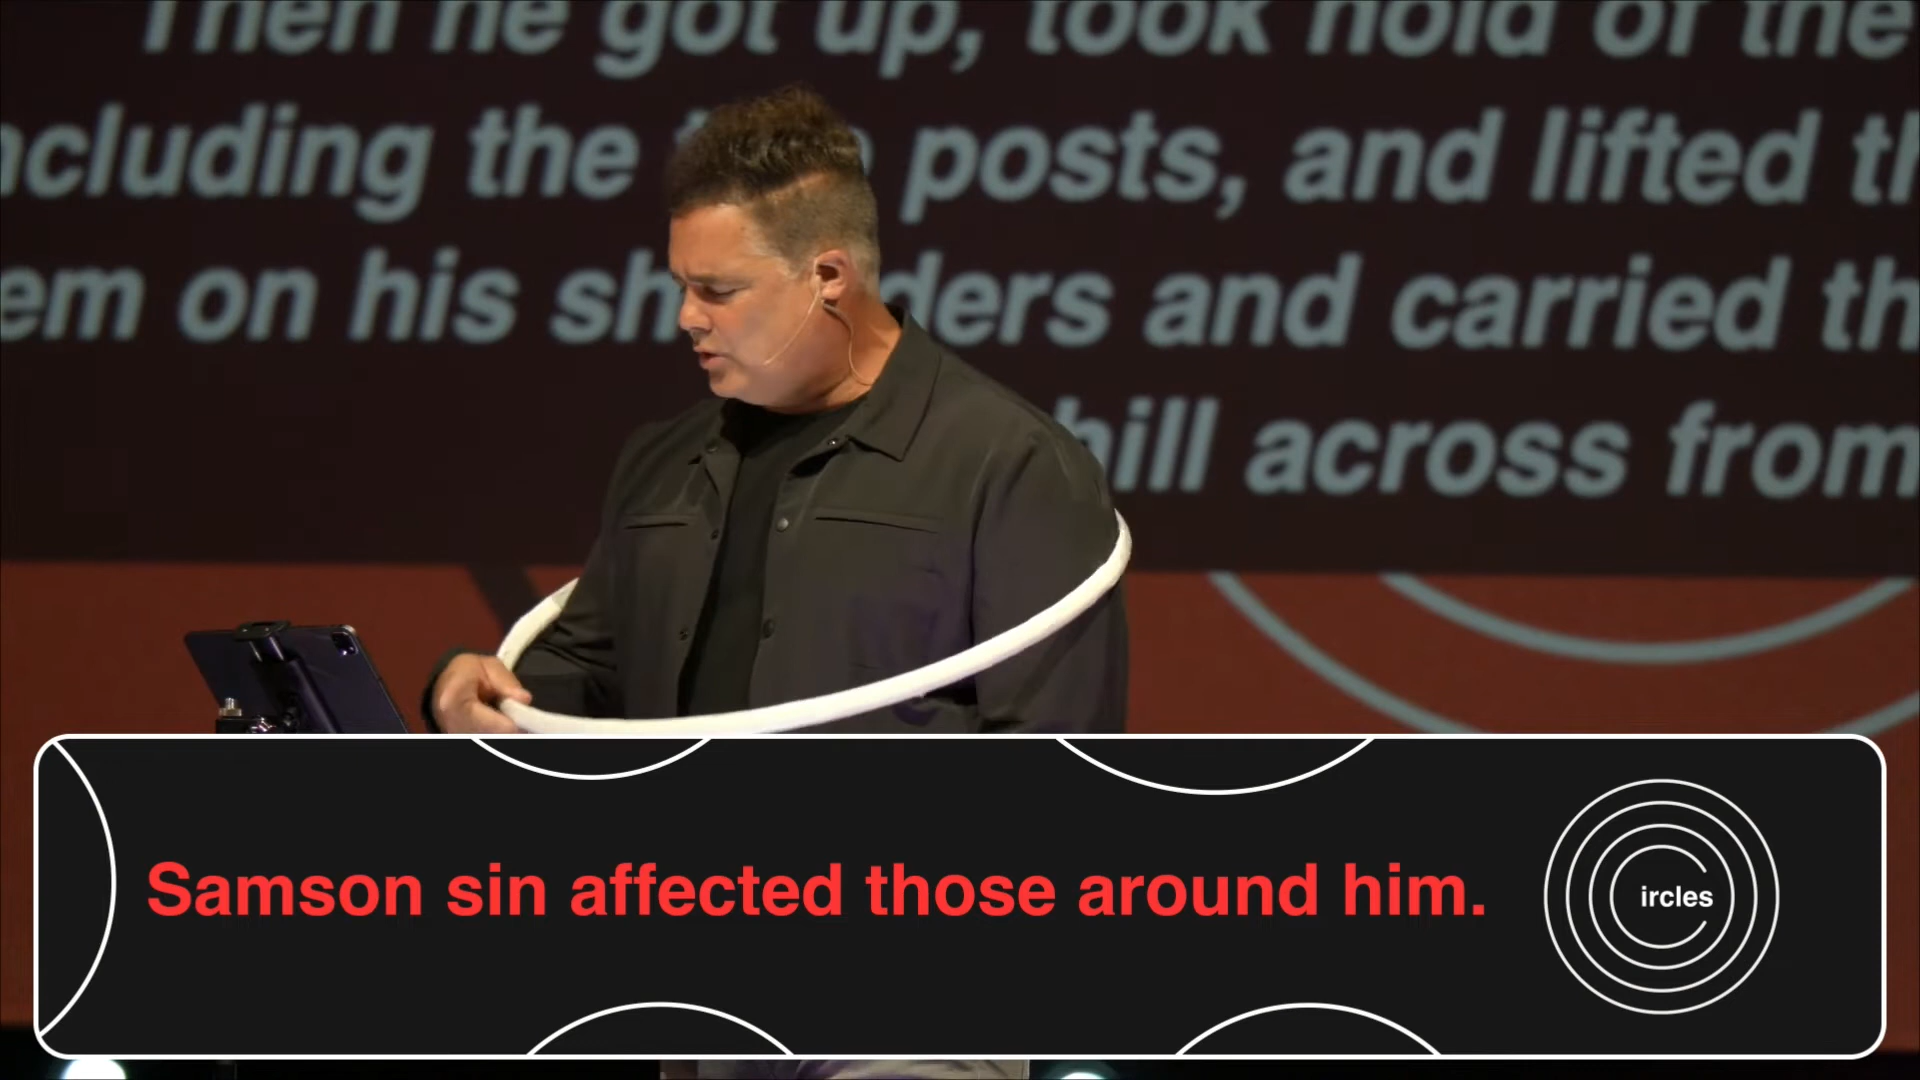 Then he got up, took hold of the
ncluding the posts, and lifted th
em on his sh ders and carried th
hill across from
Samson sin affected those around him.
ircles